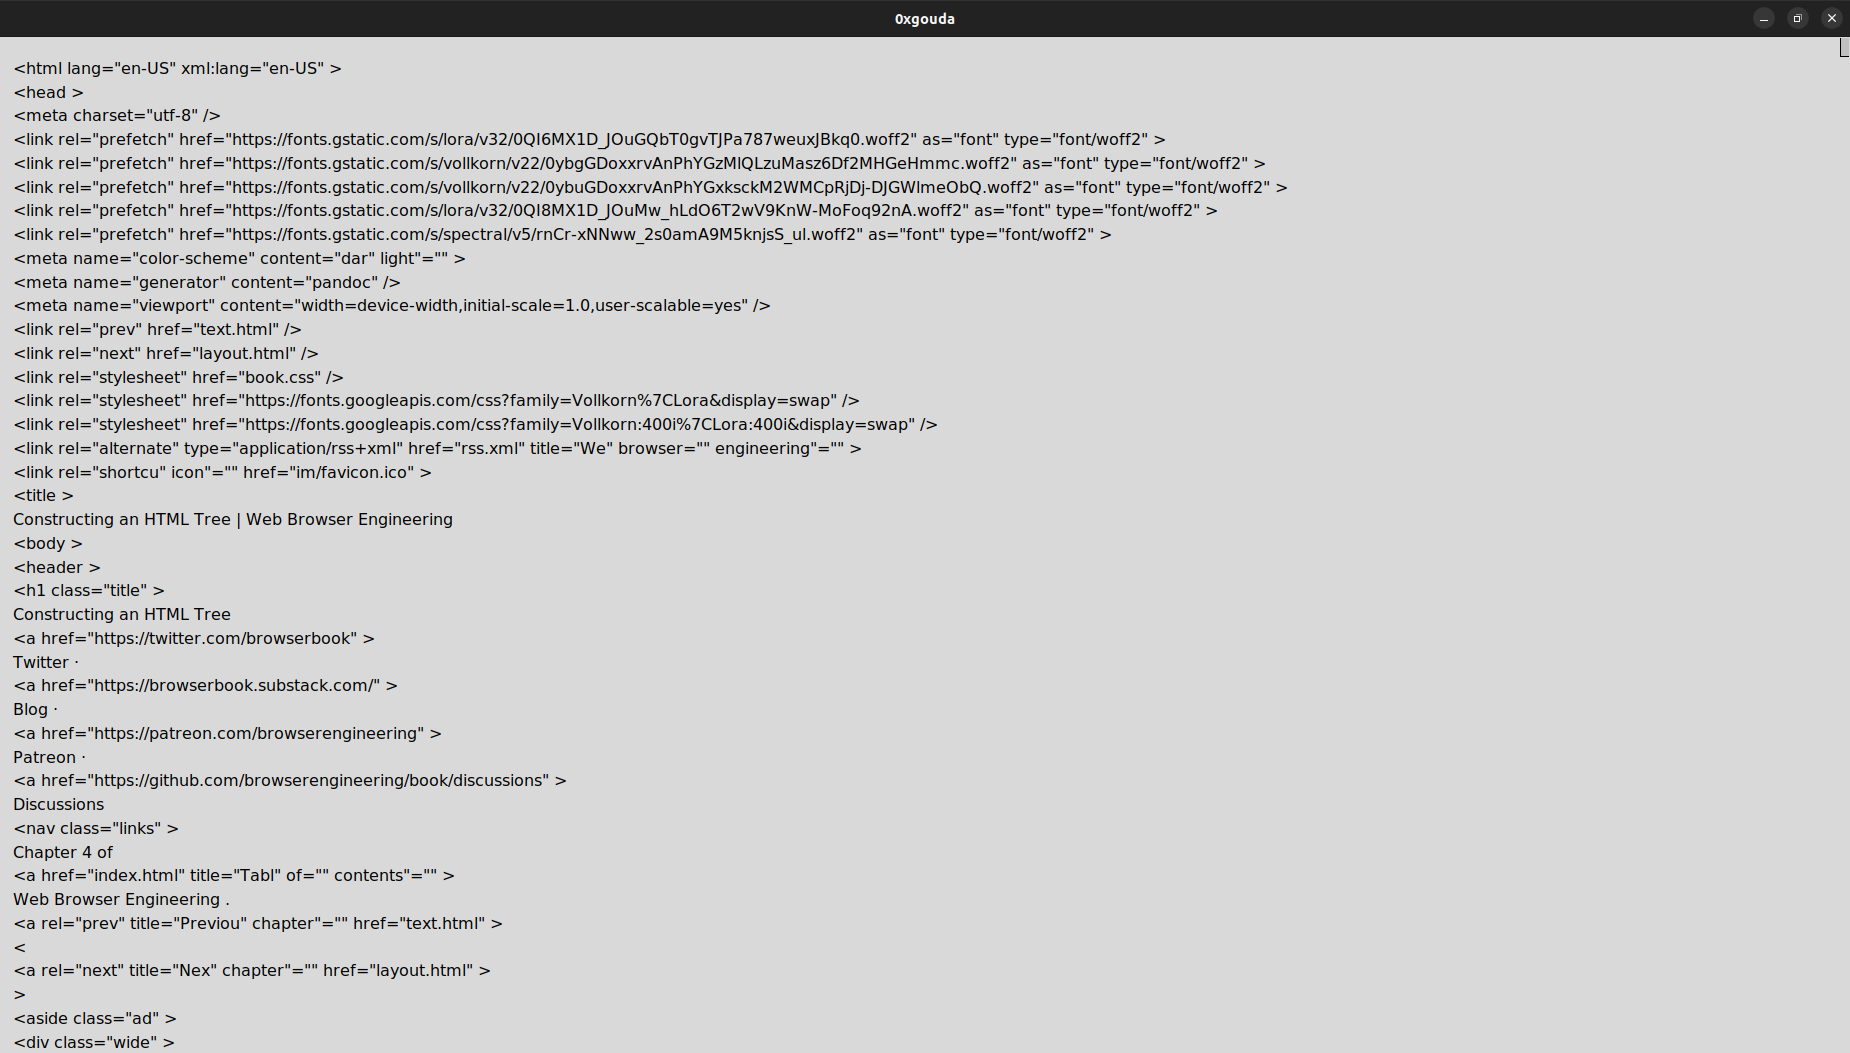 0xgouda
<html lang="en-US" xml:lang="en-US" >
<head >
<meta charset="utf-8" />
<link rel="prefetch" href="https://fonts.gstatic.com/s/lora/v32/0QI6MX1D_JOuGQbT0gvTJPa787weuxJBkq0.woff2" as="font" type="font/woff2" >
<link rel="prefetch" href="https://fonts.gstatic.com/s/vollkorn/v22/0ybgGDoxxrvAnPhYGzMlQLzuMasz6Df2MHGeHmmc.woff2" as="font" type="font/woff2" >
<link rel="prefetch" href="https://fonts.gstatic.com/s/vollkorn/v22/0ybuGDoxxrvAnPhYGxksckM2WMCpRjDj-DJGWlmeObQ.woff2" as="font" type="font/woff2" >
<link rel="prefetch" href="https://fonts.gstatic.com/s/lora/v32/0QI8MX1D_JOuMw_hLdO6T2wV9KnW-MoFoq92nA.woff2" as="font" type="font/woff2" >
<link rel="prefetch" href="https://fonts.gstatic.com/s/spectral/v5/rnCr-xNNww_2s0amA9M5knjsS_ul.woff2" as="font" type="font/woff2" >
<meta name="color-scheme" content="dar" light"="" >
<meta name="generator" content="pandoc" />
<meta name="viewport" content="width=device-width,initial-scale=1.0,user-scalable=yes" />
<link rel="prev" href="text.html" />
<link rel="next" href="layout.html" />
<link rel="stylesheet" href="book.css" />
<link rel="stylesheet" href="https://fonts.googleapis.com/css?family=Vollkorn%7CLora&display=swap" />
<link rel="stylesheet" href="https://fonts.googleapis.com/css?family=Vollkorn:400i%7CLora:400i&display=swap" />
<link rel="alternate" type="application/rss+xml" href="rss.xml" title="We" browser="" engineering"="" >
<link rel="shortcu" icon"="" href="im/favicon.ico" >
<title >
Constructing an HTML Tree | Web Browser Engineering
<body >
<header >
<h1 class="title" >
Constructing an HTML Tree
<a href="https://twitter.com/browserbook" >
Twitter ·
<a href="https://browserbook.substack.com/" >
Blog ·
<a href="https://patreon.com/browserengineering" >
Patreon ·
<a href="https://github.com/browserengineering/book/discussions" >
Discussions
<nav class="links" >
Chapter 4 of
<a href="index.html" title="Tabl" of="" contents"="" >
Web Browser Engineering .
<a rel="prev" title="Previou" chapter"="" href="text.html" >
<
<a rel="next" title="Nex" chapter"="" href="layout.html" >
>
<aside class="ad" >
<div class="wide" >